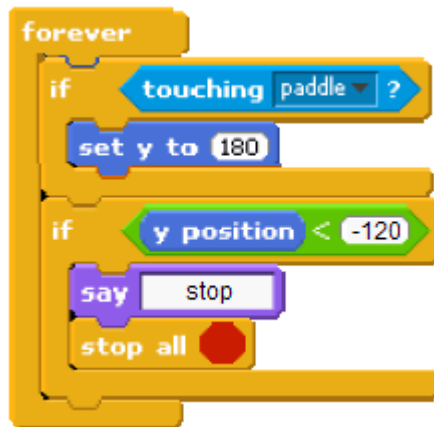 forever
if touching paddle ?
set y to 180
if y position < -120
say stop
stop all